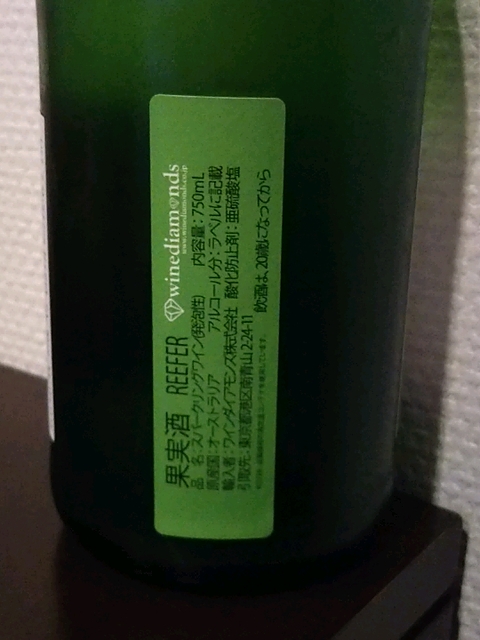 果実酒 REEFER winediamonds
www.winediamonds.co.jp
品 名:スパークリングワイン(発泡性) 内容量:750mL
原産国:オーストラリア アルコール分:ラベルに記載
輸入者:ワインダイアモンズ株式会社 酸化防止剤:亜硫酸塩
引取先:東京都港区南青山2-24-11
飲酒は、20歳になってから